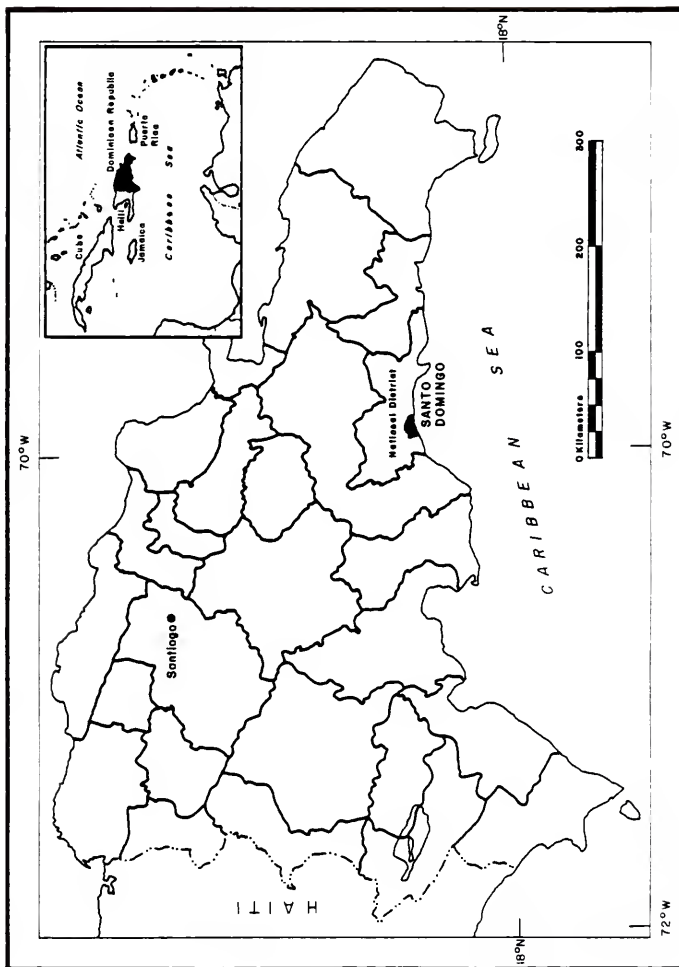 Atlantic Ocean
Cuba
Dominican Republic
Haiti
Puerto
Rico
Jamaica
Caribbean Sea
70°W
18°N
HAITI
Santiago
National District
SANTO
DOMINGO
CARIBBEAN SEA
0 Kilometers 100 200 300
72°W
18°N
70°W